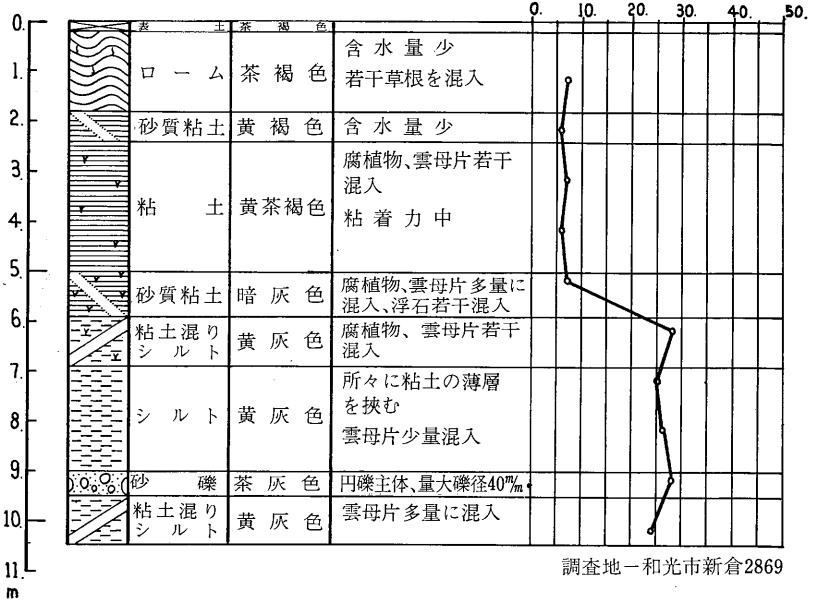 0. 10. 20. 30. 40. 50.
0.
1.
2.
3.
4.
5.
6.
7.
8.
9.
10.
11.
m
表 土 茶 褐 色
ローム 茶褐色 含水量少
若干草根を混入
砂質粘土 黄褐色 含水量少
粘 土 黄茶褐色 腐植物、雲母片若干
混入
粘着力中
砂質粘土 暗灰色 腐植物、雲母片多量に
混入、浮石若干混入
粘土混り
シルト 黄灰色 腐植物、雲母片若干
混入
シルト 黄灰色 所々に粘土の薄層
を挟む
雲母片少量混入
砂 礫 茶灰色 円礫主体、量大礫径40m/m
粘土混り
シルト 黄灰色 雲母片多量に混入
調査地ー和光市新倉2869